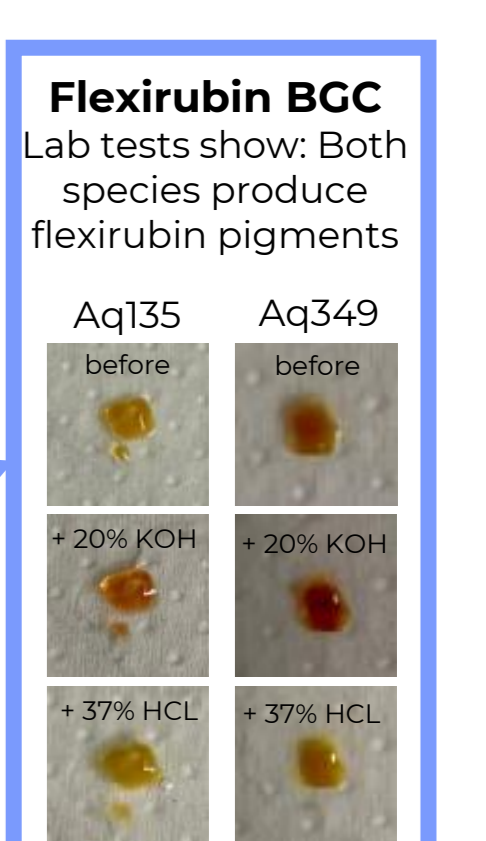 Flexirubin BGC
Lab tests show: Both
species produce
flexirubin pigments
Aq135 Aq349
before before
+ 20% KOH + 20% KOH
+ 37% HCL + 37% HCL